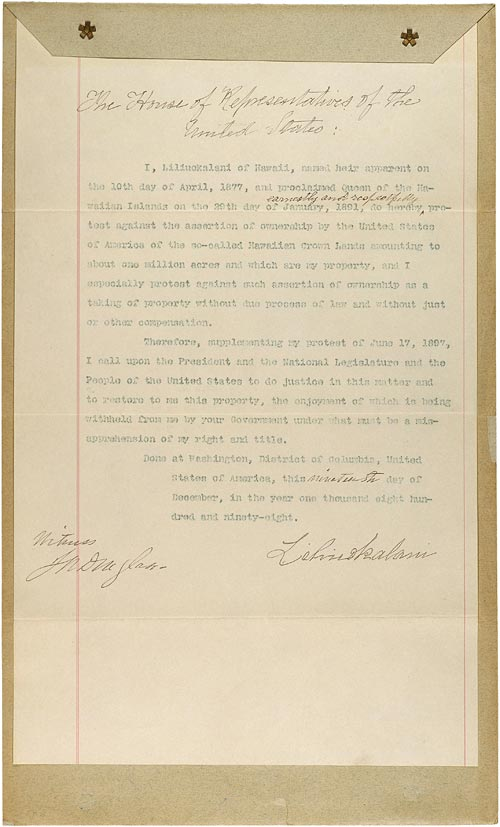 The House of Representatives of the
United States:
I, Liliuokalani of Hawaii, named heir apparent on
the 10th day of April, 1877, and proclaimed Queen of the Ha-
waiian Islands on the 29th day of January, 1891, do hereby, earnestly and respectfully pro-
test against the assertion of ownership by the United States
of America of the so-called Hawaiian Crown Lands amounting to
about one million acres and which are my property, and I
especially protest against such assertion of ownership as a
taking of property without due process of law and without just
or other compensation.
Therefore, supplementing my protest of June 17, 1897,
I call upon the President and the National Legislature and the
People of the United States to do justice in this matter and
to restore to me this property, the enjoyment of which is being
withheld from me by your Government under what must be a mis-
apprehension of my right and title.
Done at Washington, District of Columbia, United
States of America, this nineteenth day of
December, in the year one thousand eight hun-
dred and ninety-eight.
Liliuokalani
Witness